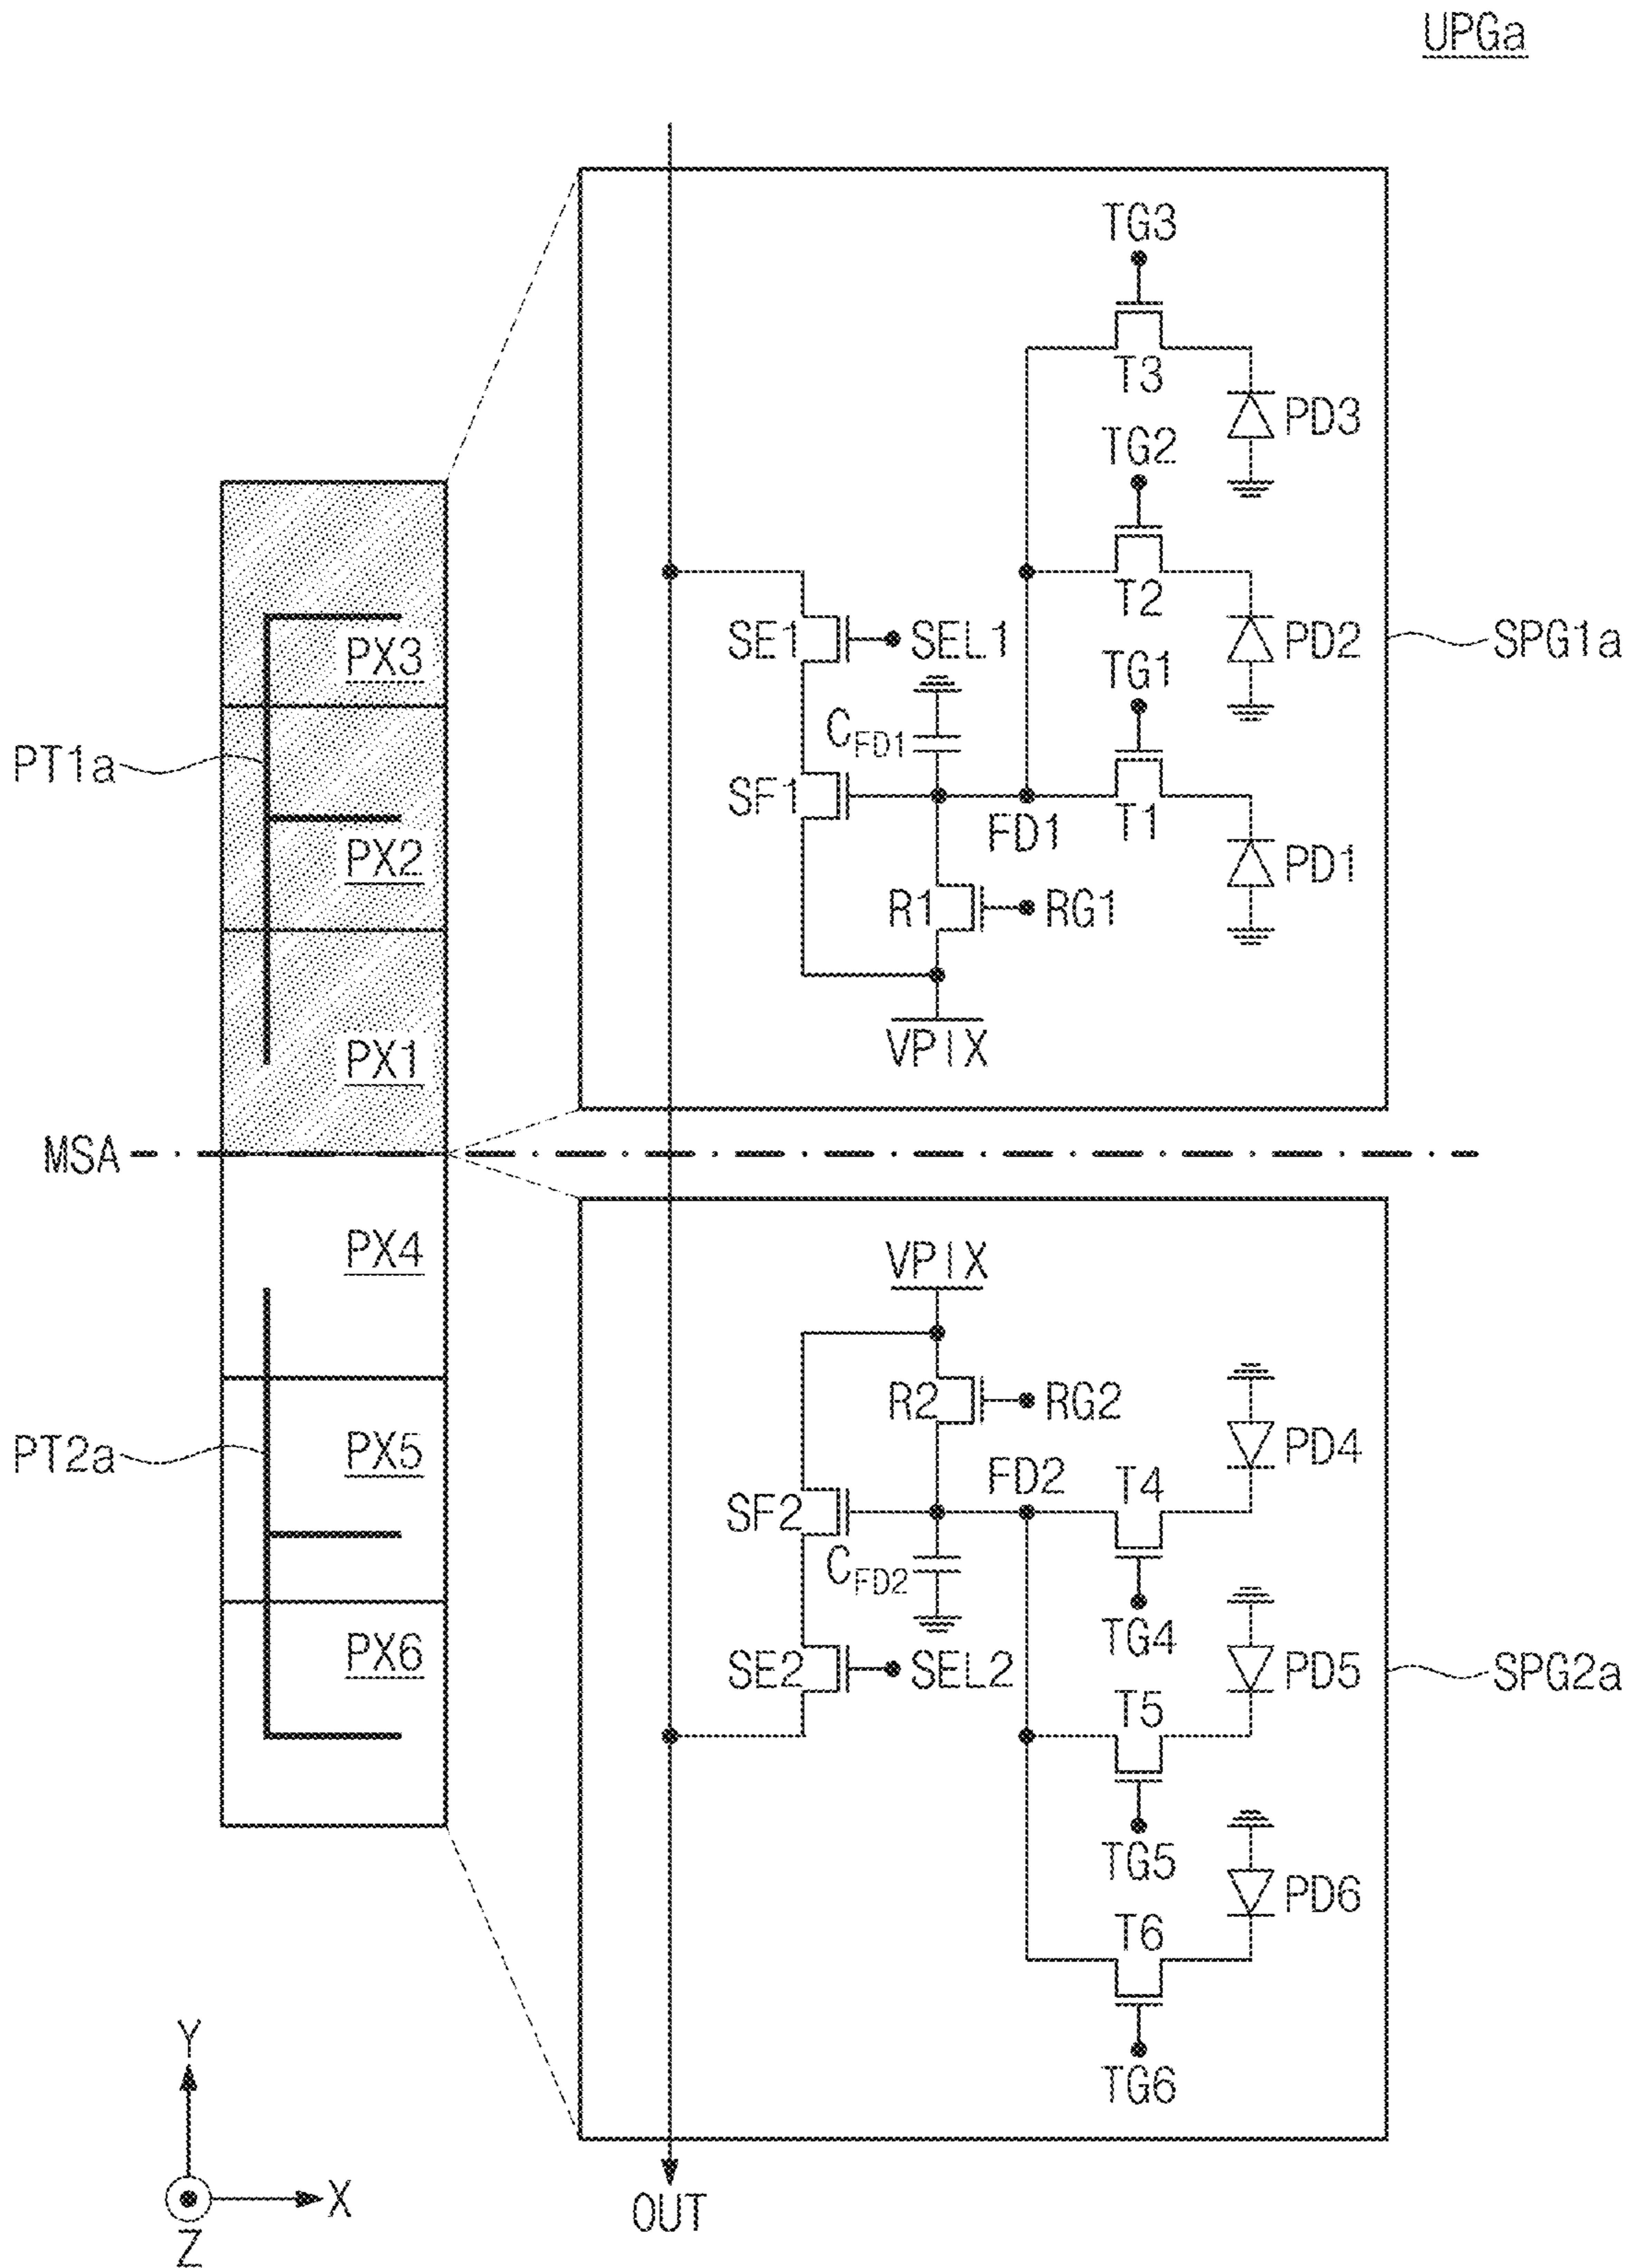 UPGa
TG3
T3
PD3
TG2
T2
PD2
SPG1a
TG1
T1
PD1
SE1
SEL1
CFD1
SF1
FD1
R1
RG1
VPIX
PX3
PT1a
PX2
PX1
MSA
PX4
PT2a
PX5
PX6
VPIX
R2
RG2
PD4
FD2
T4
SF2
CFD2
TG4
SE2
SEL2
PD5
SPG2a
T5
TG5
PD6
T6
TG6
Y
X
Z
OUT